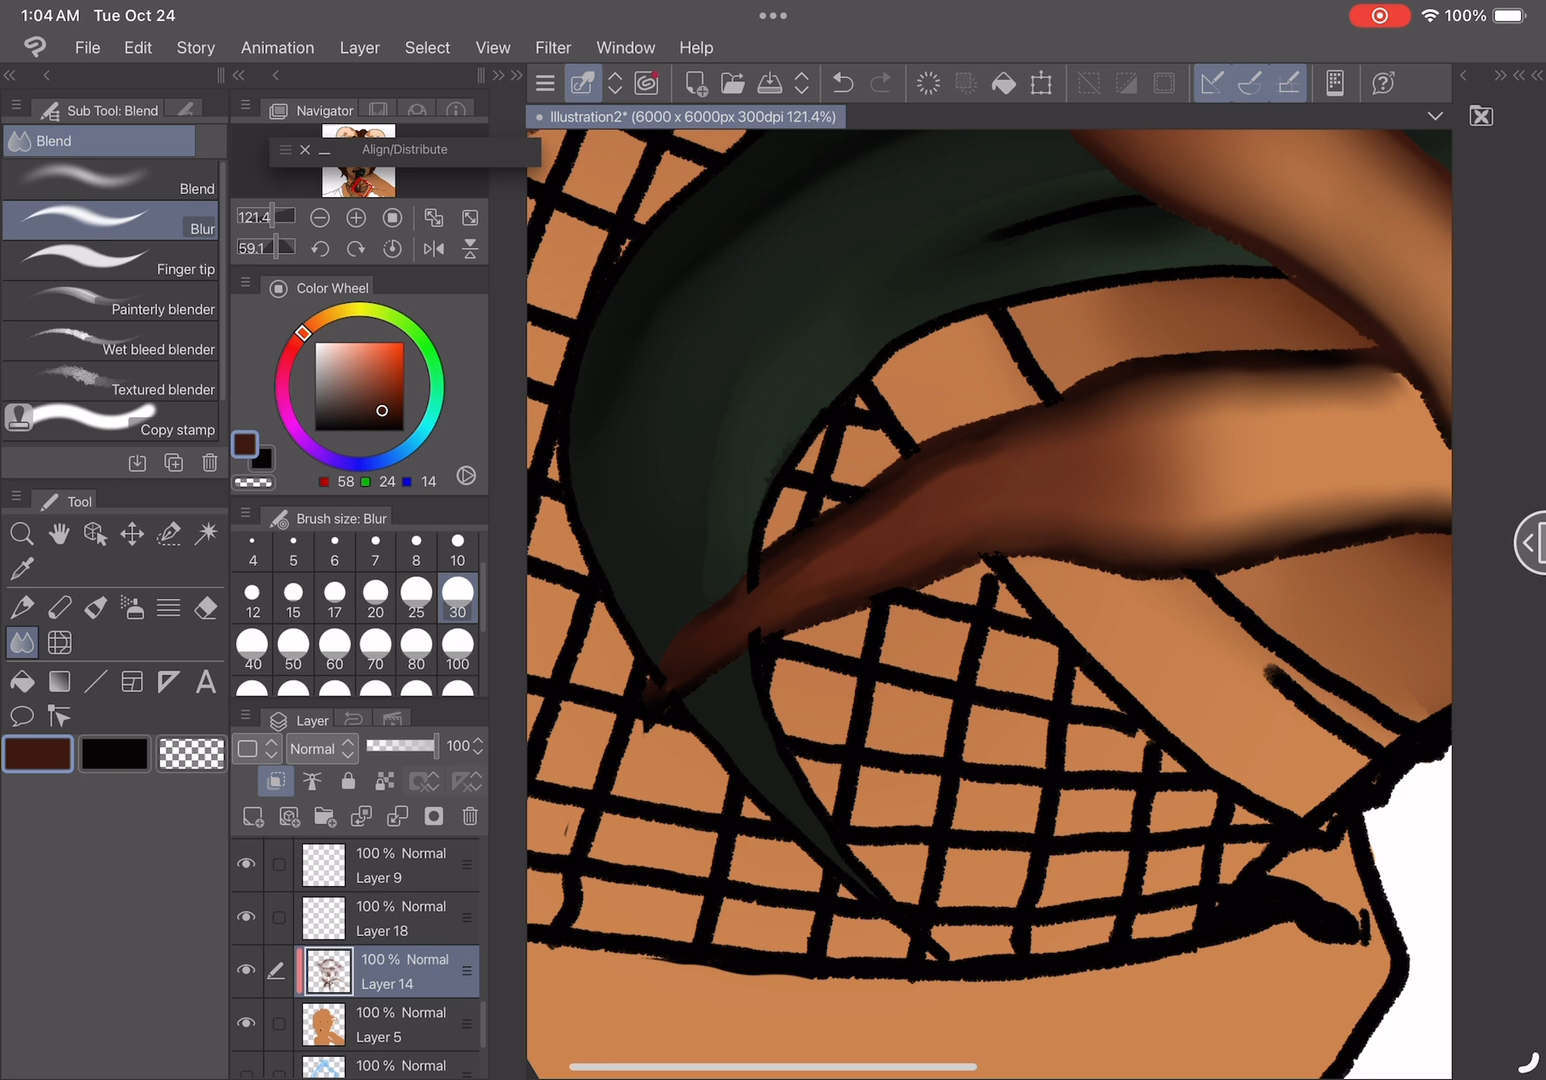 1:04 AM Tue Oct 24
100%
File Edit Story Animation Layer Select View Filter Window Help
Sub Tool: Blend
Navigator
Illustration2* (6000 x 6000px 300dpi 121.4%)
Blend
Align/Distribute
Blend
Blur
Finger tip
Painterly blender
Wet bleed blender
Textured blender
Copy stamp
121.4
59.1
Color Wheel
58 24 14
Tool
Brush size: Blur
4 5 6 7 8 10
12 15 17 20 25 30
40 50 60 70 80 100
A
Layer
Normal 100
100 % Normal
Layer 9
100 % Normal
Layer 18
100 % Normal
Layer 14
100 % Normal
Layer 5
100 % Normal